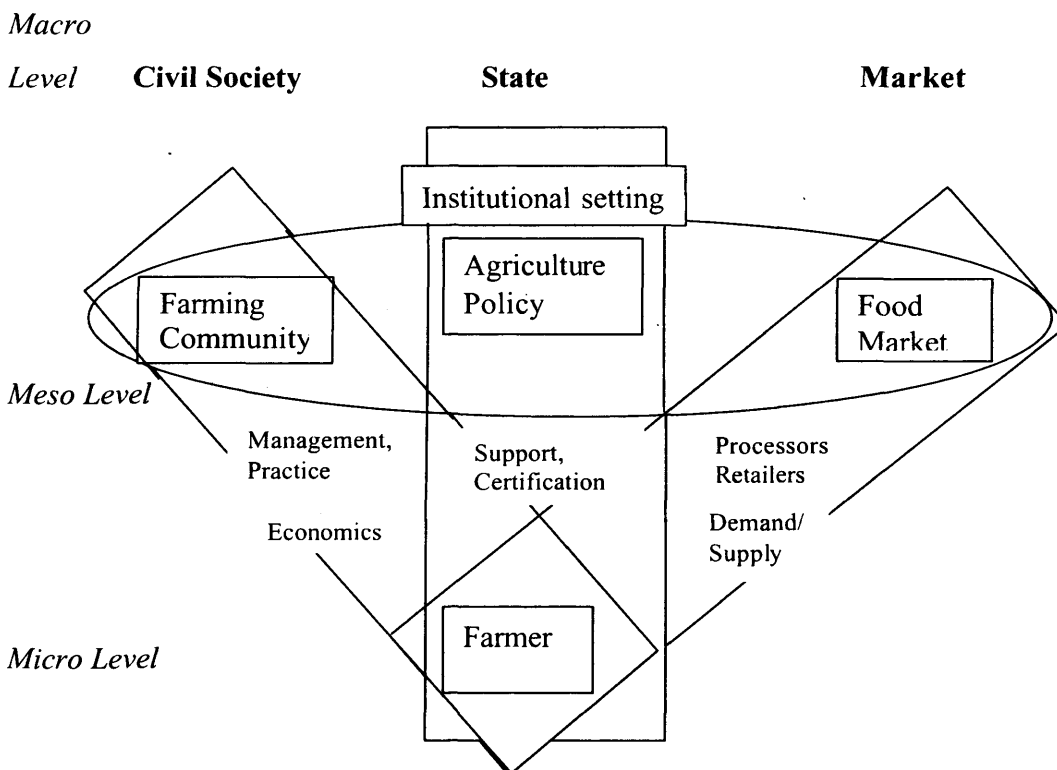 Macro
Level Civil Society State Market
Institutional setting
Agriculture
Policy
Farming
Community
Food
Market
Meso Level
Management,
Practice
Support,
Certification
Processors
Retailers
Economics
Demand/
Supply
Farmer
Micro Level